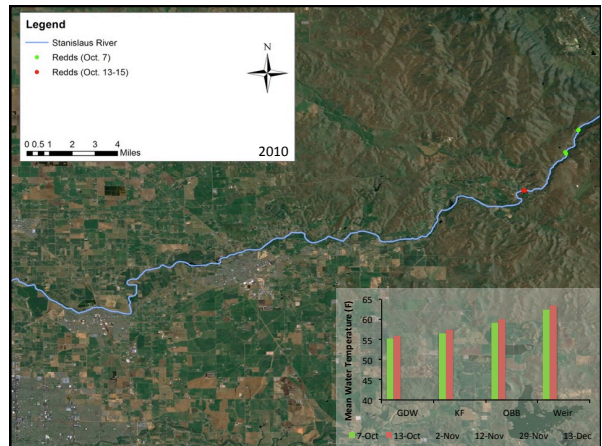 Legend
Stanislaus River
Redds (Oct. 7)
Redds (Oct. 13-15)
N
0 0.5 1 2 3 4
Miles
2010
Mean Water Temperature (F)
65
60
55
50
45
40
GDW KF OBB Weir
7-Oct 13-Oct 2-Nov 12-Nov 29-Nov 13-Dec